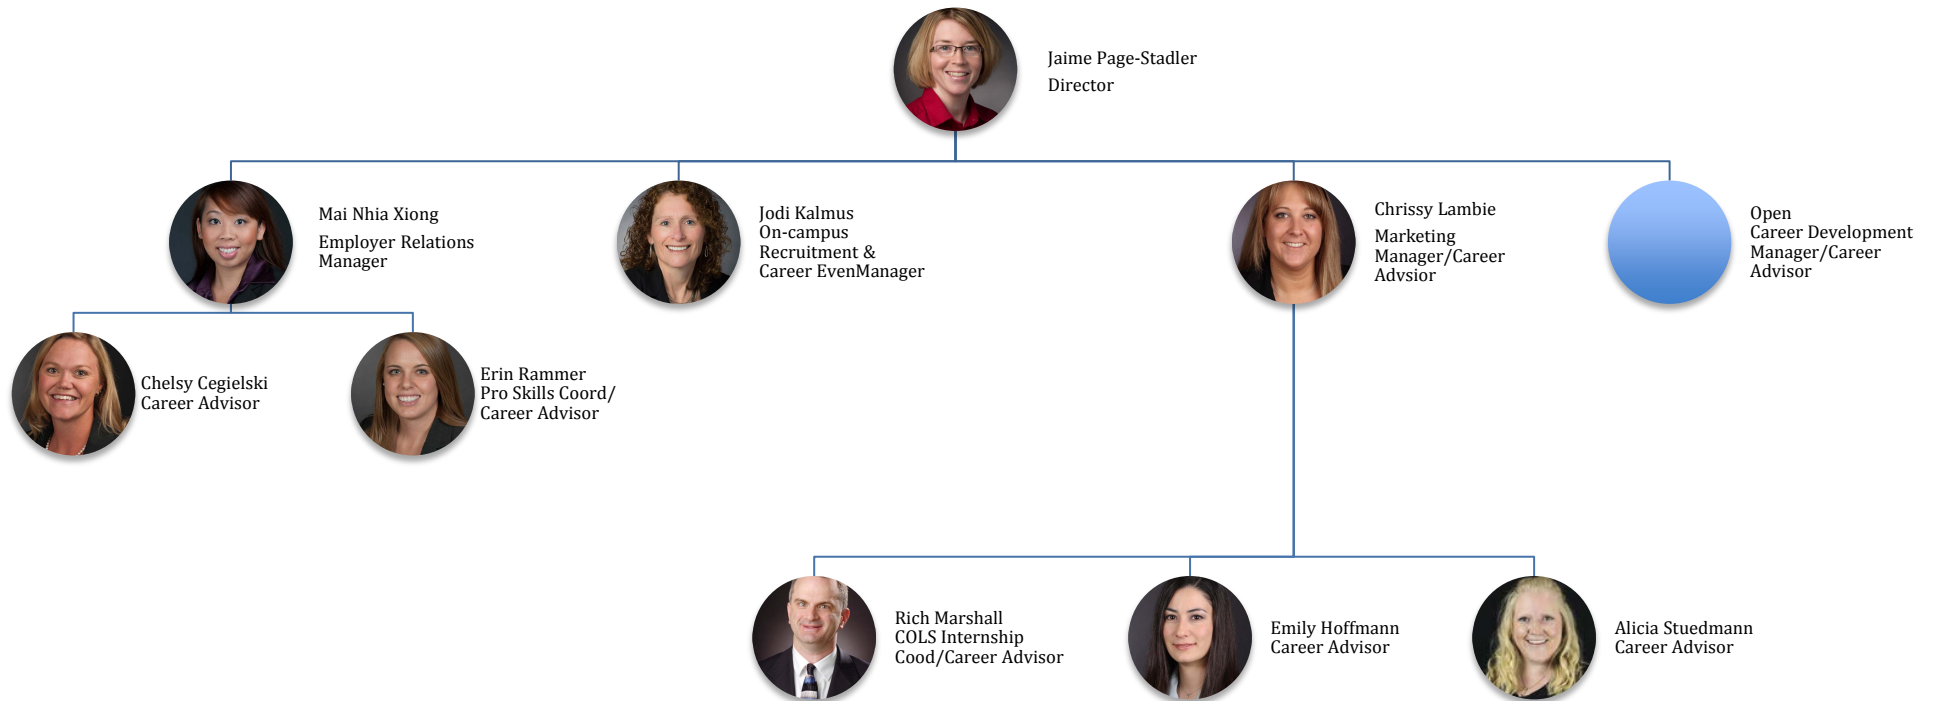 Jaime Page-Stadler
Director
Mai Nhia Xiong
Employer Relations
Manager
Jodi Kalmus
On-campus
Recruitment &
Career EvenManager
Chrissy Lambie
Marketing
Manager/Career
Advsior
Open
Career Development
Manager/Career
Advisor
Chelsy Cegielski
Career Advisor
Erin Rammer
Pro Skills Coord/
Career Advisor
Rich Marshall
COLS Internship
Cood/Career Advisor
Emily Hoffmann
Career Advisor
Alicia Stuedmann
Career Advisor